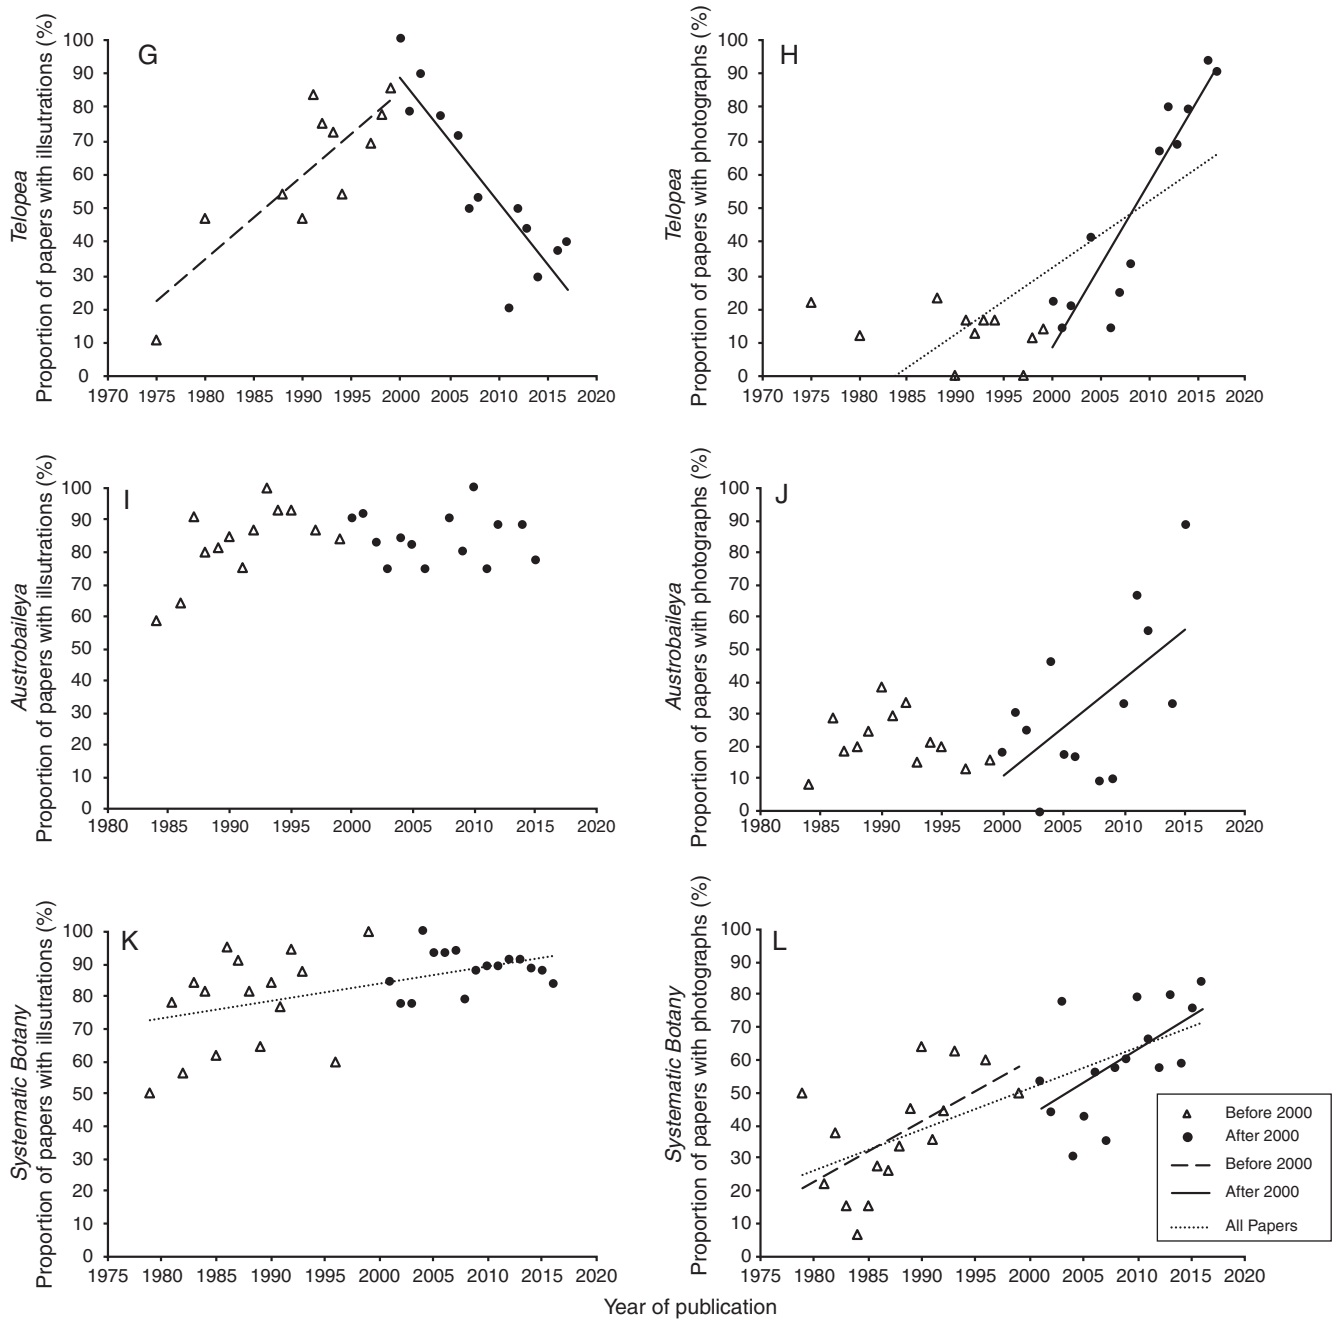 G
Telopea
Proportion of papers with illsutrations (%)
100
90
80
70
60
50
40
30
20
10
0
1970 1975 1980 1985 1990 1995 2000 2005 2010 2015 2020
H
Telopea
Proportion of papers with photographs (%)
100
90
80
70
60
50
40
30
20
10
0
1970 1975 1980 1985 1990 1995 2000 2005 2010 2015 2020
I
Austrobaileya
Proportion of papers with illsutrations (%)
100
90
80
70
60
50
40
30
20
10
0
1980 1985 1990 1995 2000 2005 2010 2015 2020
J
Austrobaileya
Proportion of papers with photographs (%)
100
90
80
70
60
50
40
30
20
10
0
1980 1985 1990 1995 2000 2005 2010 2015 2020
K
Systematic Botany
Proportion of papers with illsutrations (%)
100
90
80
70
60
50
40
30
20
10
0
1975 1980 1985 1990 1995 2000 2005 2010 2015 2020
L
Systematic Botany
Proportion of papers with photographs (%)
100
90
80
70
60
50
40
30
20
10
0
1975 1980 1985 1990 1995 2000 2005 2010 2015 2020
Before 2000
After 2000
Before 2000
After 2000
All Papers
Year of publication